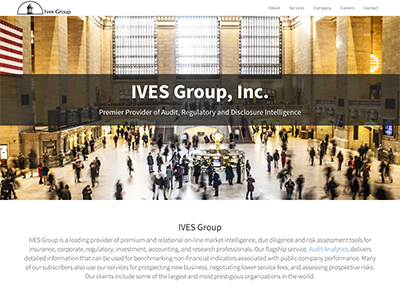 Ives Group
About Services Company Careers Contact
IVES Group, Inc.
Premier Provider of Audit, Regulatory and Disclosure Intelligence
IVES Group
IVES Group is a leading provider of premium and relational on-line market intelligence, due diligence and risk assessment tools for
insurance, corporate, regulatory, investment, accounting, and research professionals. Our flagship service, Audit Analytics, delivers
detailed information that can be used for benchmarking non-financial indicators associated with public company performance. Many
of our subscribers also use our services for prospecting new business, negotiating lower service fees, and assessing prospective risks.
Our clients include some of the largest and most prestigious organizations in the world.